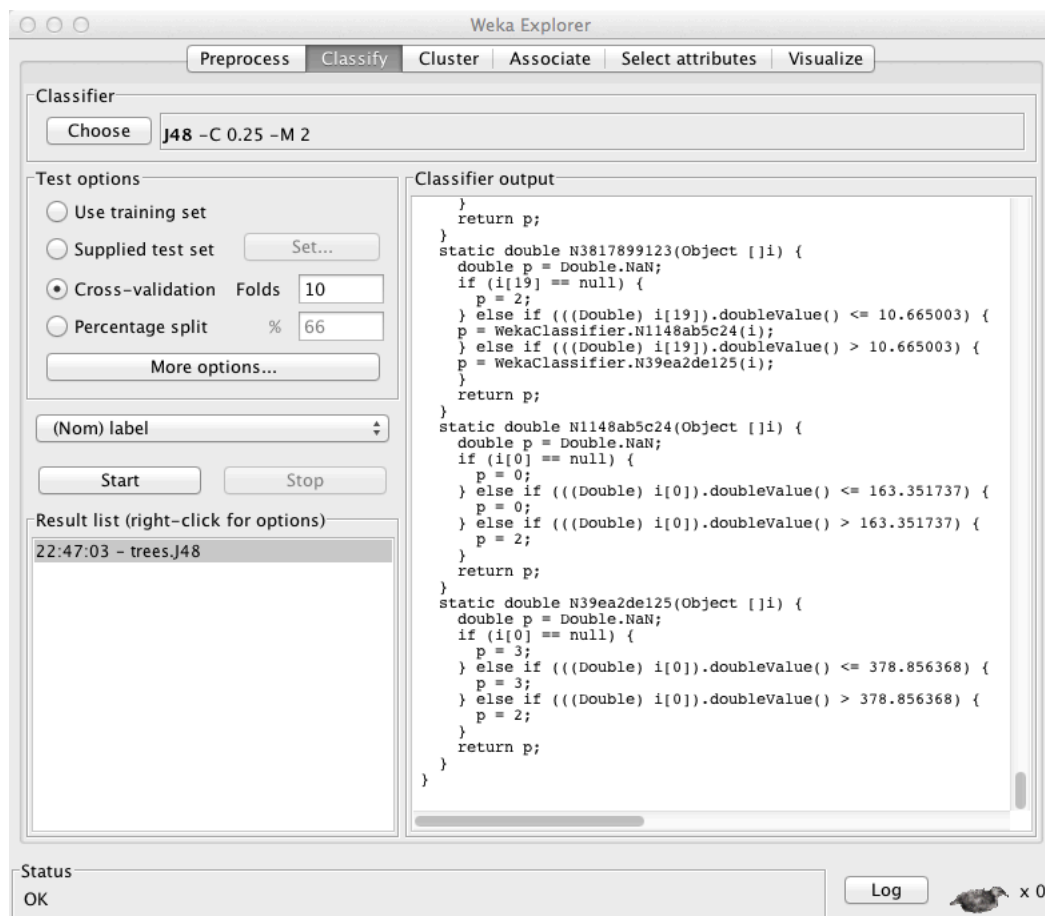 Weka Explorer
Preprocess Classify Cluster Associate Select attributes Visualize
Classifier
Choose J48 -C 0.25 -M 2
Test options
Use training set
Supplied test set Set...
Cross-validation Folds 10
Percentage split % 66
More options...
(Nom) label
Start Stop
Result list (right-click for options)
22:47:03 - trees.J48
Classifier output
}
return p;
}
static double N3817899123(Object []i) {
double p = Double.NaN;
if (i[19] == null) {
p = 2;
} else if (((Double) i[19]).doubleValue() <= 10.665003) {
p = WekaClassifier.N1148ab5c24(i);
} else if (((Double) i[19]).doubleValue() > 10.665003) {
p = WekaClassifier.N39ea2de125(i);
}
return p;
}
static double N1148ab5c24(Object []i) {
double p = Double.NaN;
if (i[0] == null) {
p = 0;
} else if (((Double) i[0]).doubleValue() <= 163.351737) {
p = 0;
} else if (((Double) i[0]).doubleValue() > 163.351737) {
p = 2;
}
return p;
}
static double N39ea2de125(Object []i) {
double p = Double.NaN;
if (i[0] == null) {
p = 3;
} else if (((Double) i[0]).doubleValue() <= 378.856368) {
p = 3;
} else if (((Double) i[0]).doubleValue() > 378.856368) {
p = 2;
}
return p;
}
}
Status
OK
Log x 0